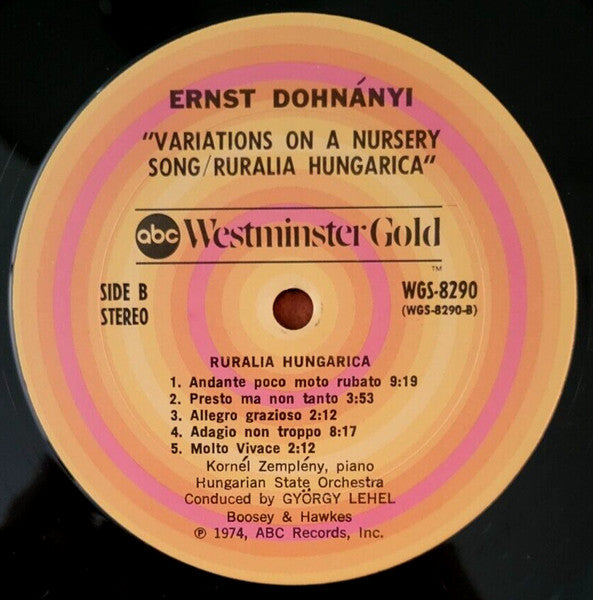 ERNST DOHNÁNYI
"VARIATIONS ON A NURSERY
SONG/RURALIA HUNGARICA"
abc Westminster Gold
TM
SIDE B
STEREO
WGS-8290
(WGS-8290-B)
RURALIA HUNGARICA
1. Andante poco moto rubato 9:19
2. Presto ma non tanto 3:53
3. Allegro grazioso 2:12
4. Adagio non troppo 8:17
5. Molto Vivace 2:12
Kornél Zemplény, piano
Hungarian State Orchestra
Conducted by GYÖRGY LEHEL
Boosey & Hawkes
℗ 1974, ABC Records, Inc.